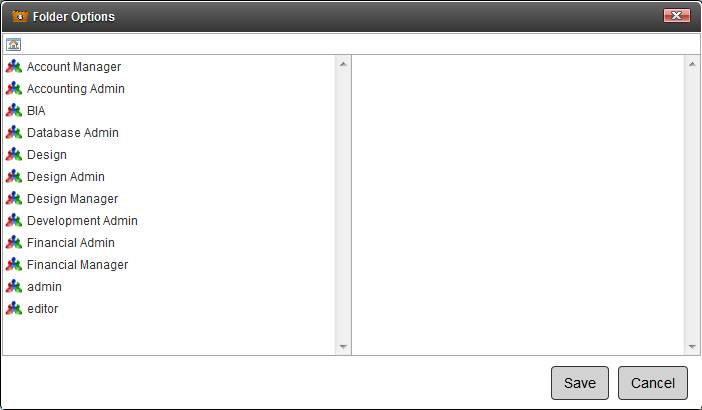 Folder Options
Account Manager
Accounting Admin
BIA
Database Admin
Design
Design Admin
Design Manager
Development Admin
Financial Admin
Financial Manager
admin
editor
Save Cancel